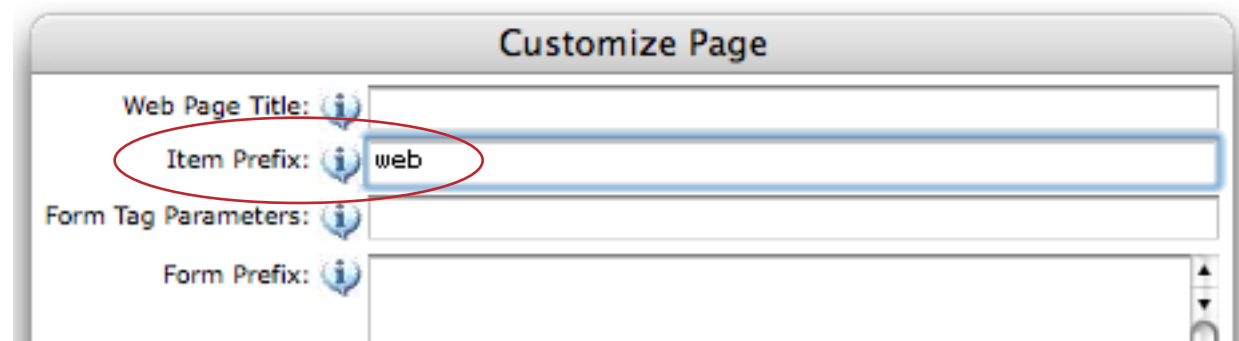 Customize Page
Web Page Title:
Item Prefix: web
Form Tag Parameters:
Form Prefix: